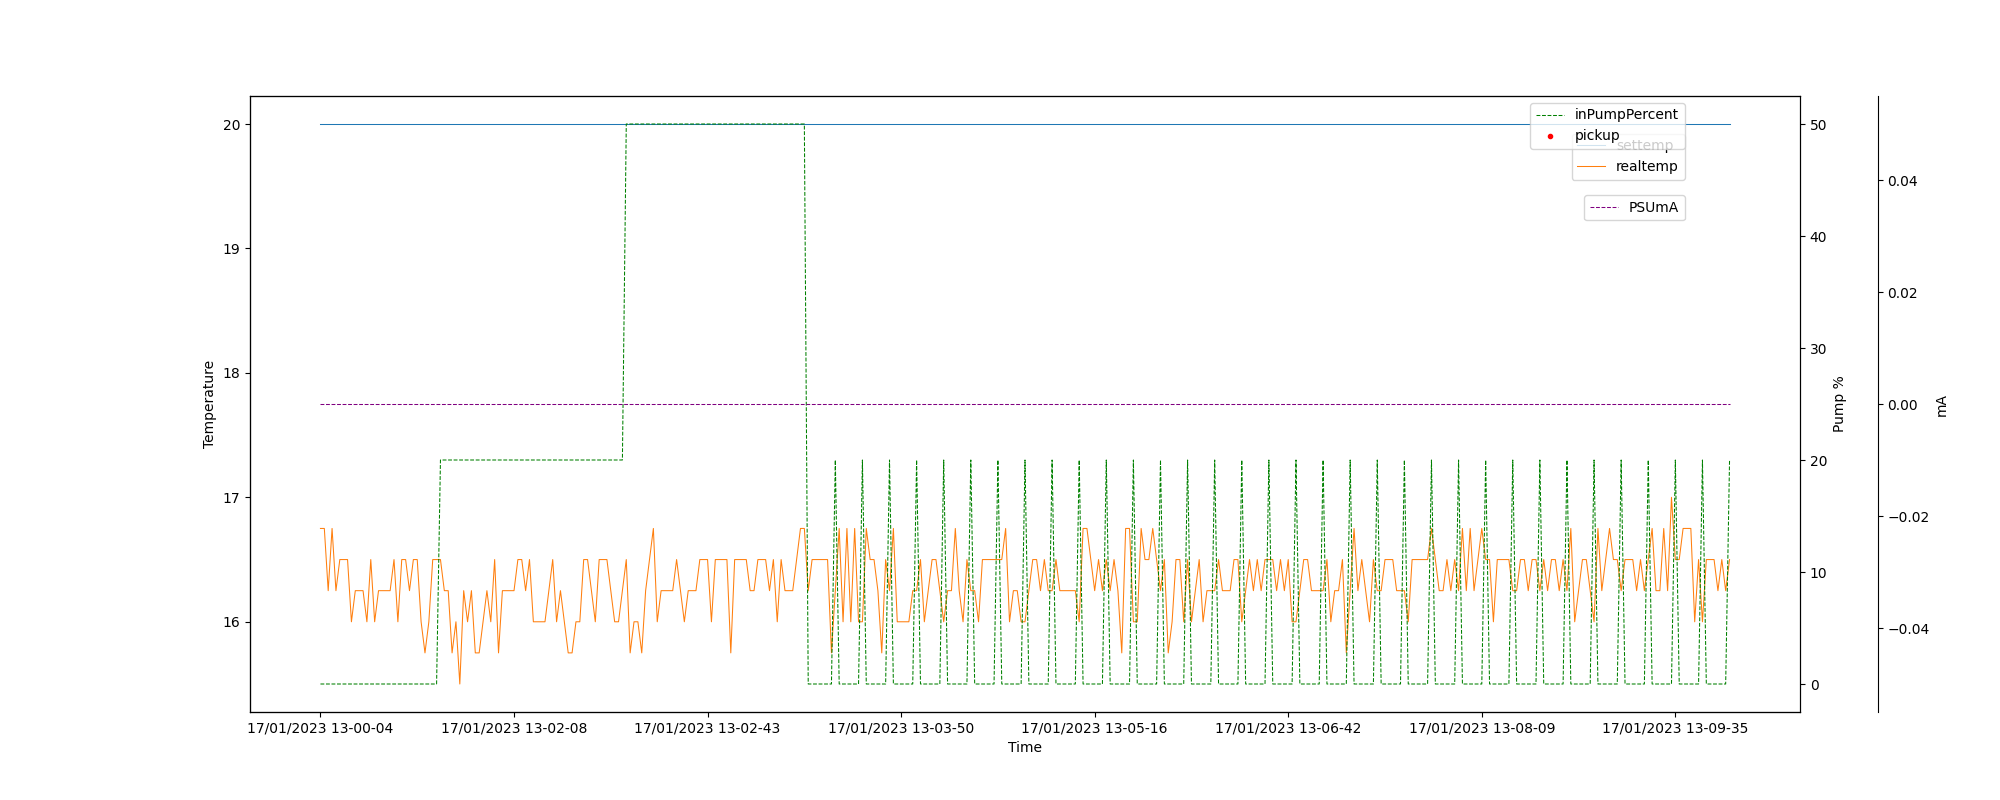 inPumpPercent
pickup
settemp
realtemp
PSUmA
20
19
18
17
16
Temperature
50
40
30
20
10
0
Pump %
0.04
0.02
0.00
−0.02
−0.04
mA
17/01/2023 13-00-04
17/01/2023 13-02-08
17/01/2023 13-02-43
17/01/2023 13-03-50
17/01/2023 13-05-16
17/01/2023 13-06-42
17/01/2023 13-08-09
17/01/2023 13-09-35
Time